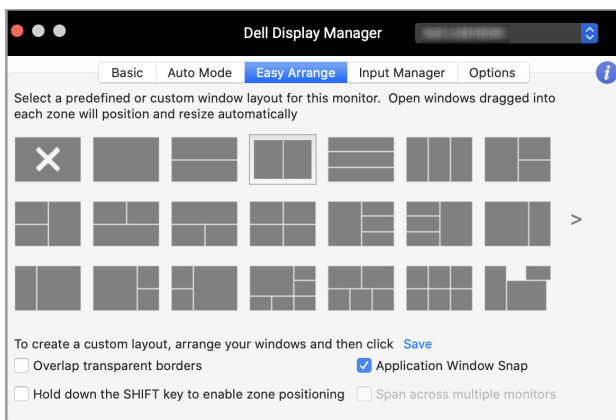 Dell Display Manager
Basic Auto Mode Easy Arrange Input Manager Options i
Select a predefined or custom window layout for this monitor. Open windows dragged into
each zone will position and resize automatically
>
To create a custom layout, arrange your windows and then click Save
Overlap transparent borders Application Window Snap
Hold down the SHIFT key to enable zone positioning Span across multiple monitors